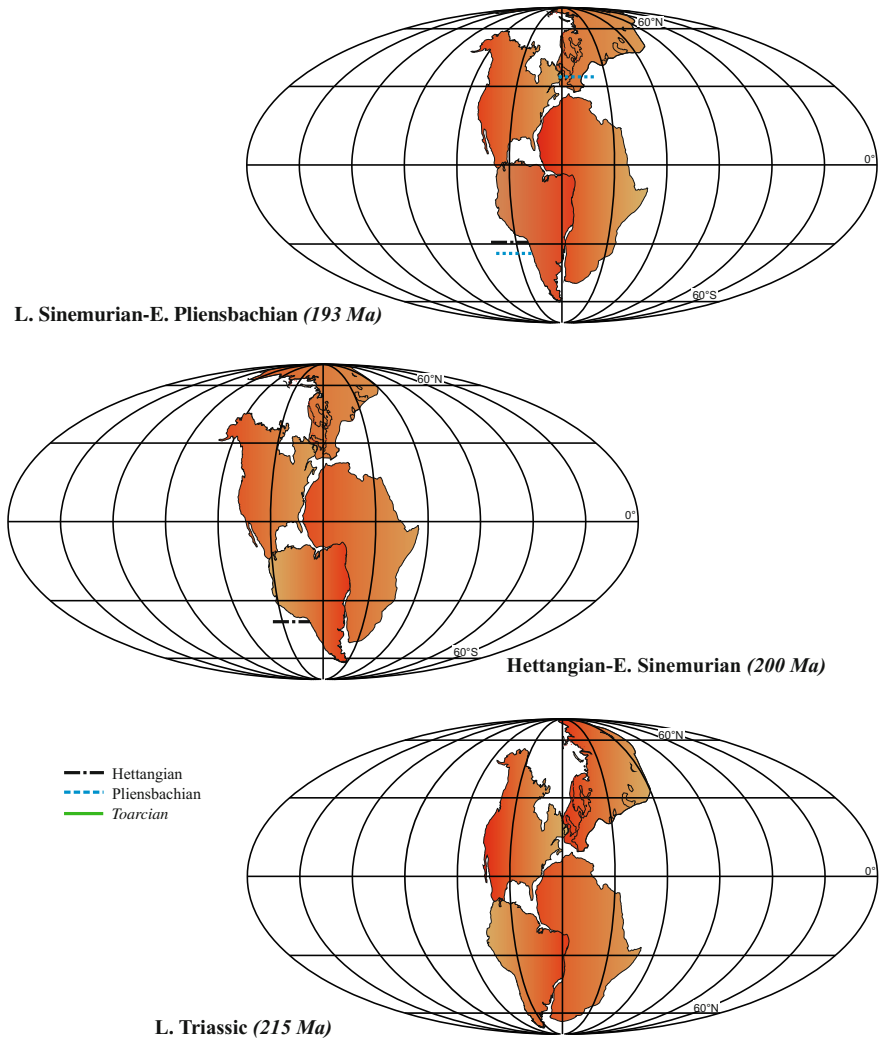 60°N
0°
60°S
L. Sinemurian-E. Pliensbachian (193 Ma)
60°N
0°
60°S
Hettangian-E. Sinemurian (200 Ma)
60°N
Hettangian
Pliensbachian
Toarcian
0°
60°N
L. Triassic (215 Ma)